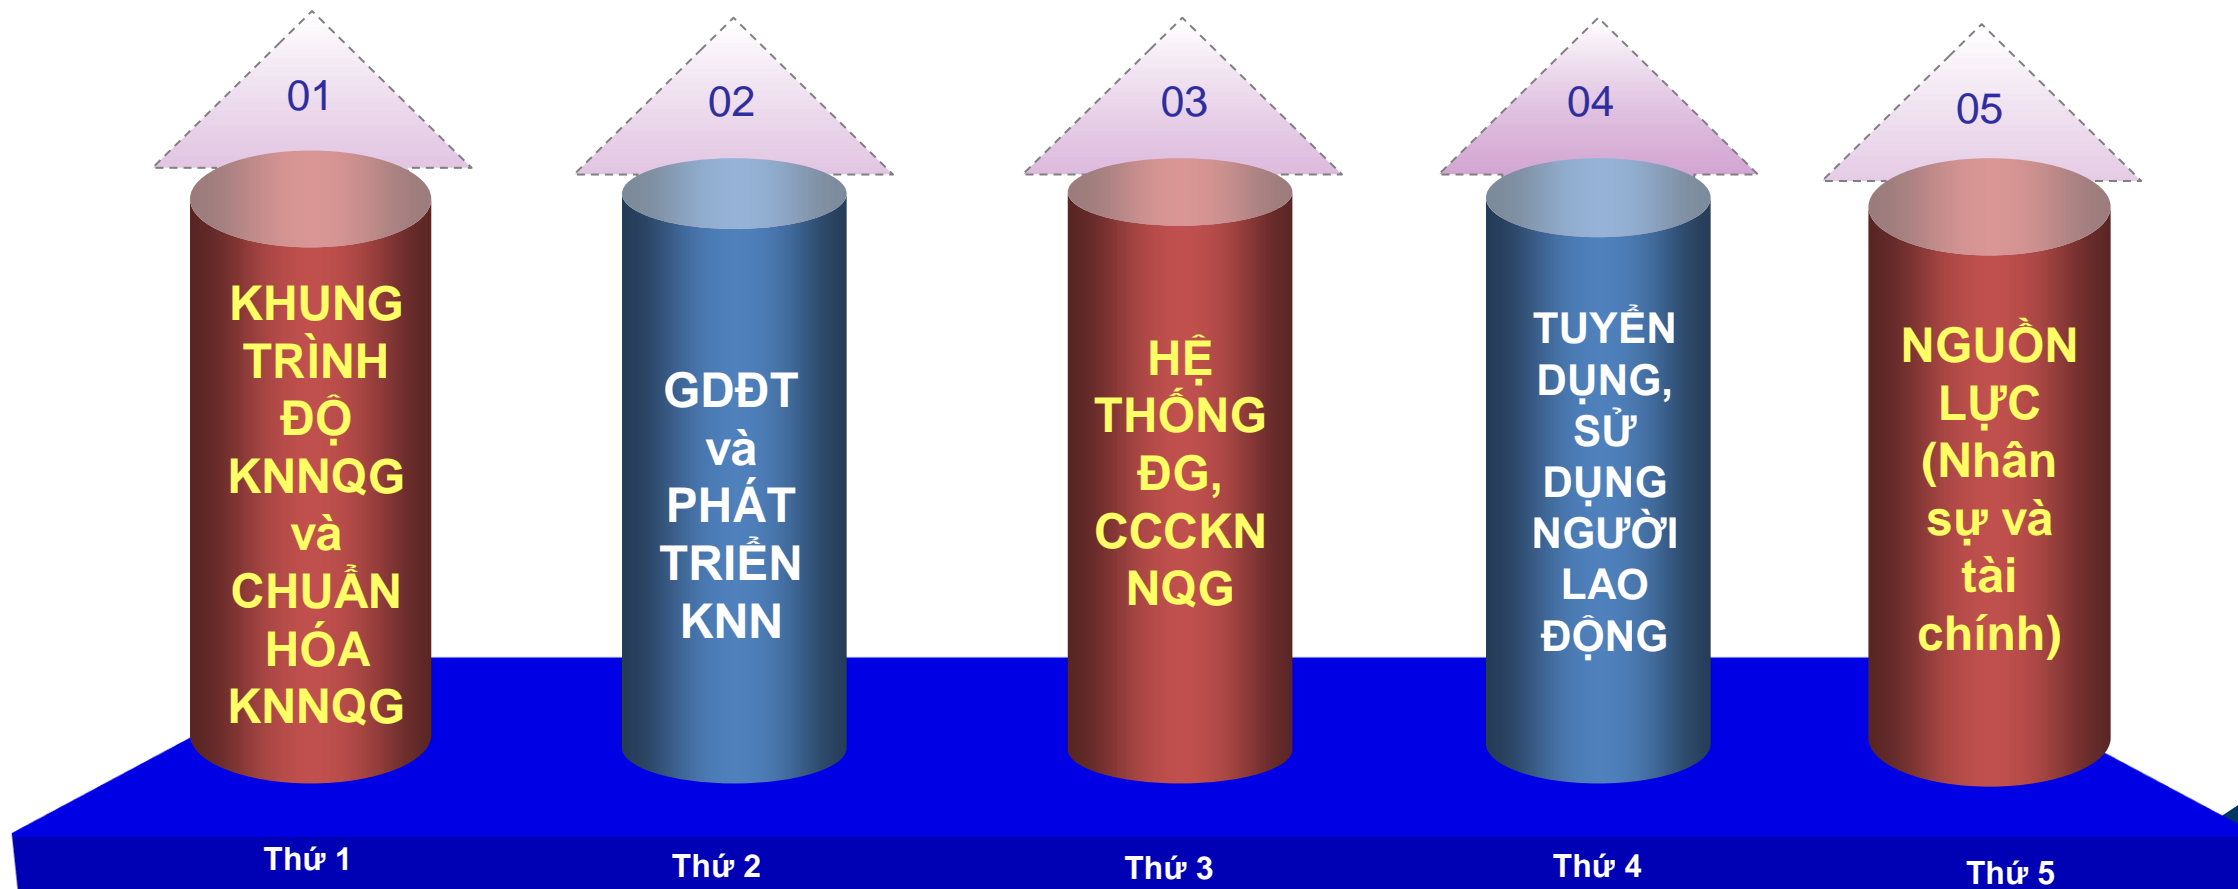 01
02
03
04
05
KHUNG
TRÌNH
ĐỘ
KNNQG
và
CHUẨN
HÓA
KNNQG
GDĐT
và
PHÁT
TRIỂN
KNN
HỆ
THỐNG
ĐG,
CCCKN
NQG
TUYỂN
DỤNG,
SỬ
DỤNG
NGƯỜI
LAO
ĐỘNG
NGUỒN
LỰC
(Nhân
sự và
tài
chính)
Thứ 1
Thứ 2
Thứ 3
Thứ 4
Thứ 5